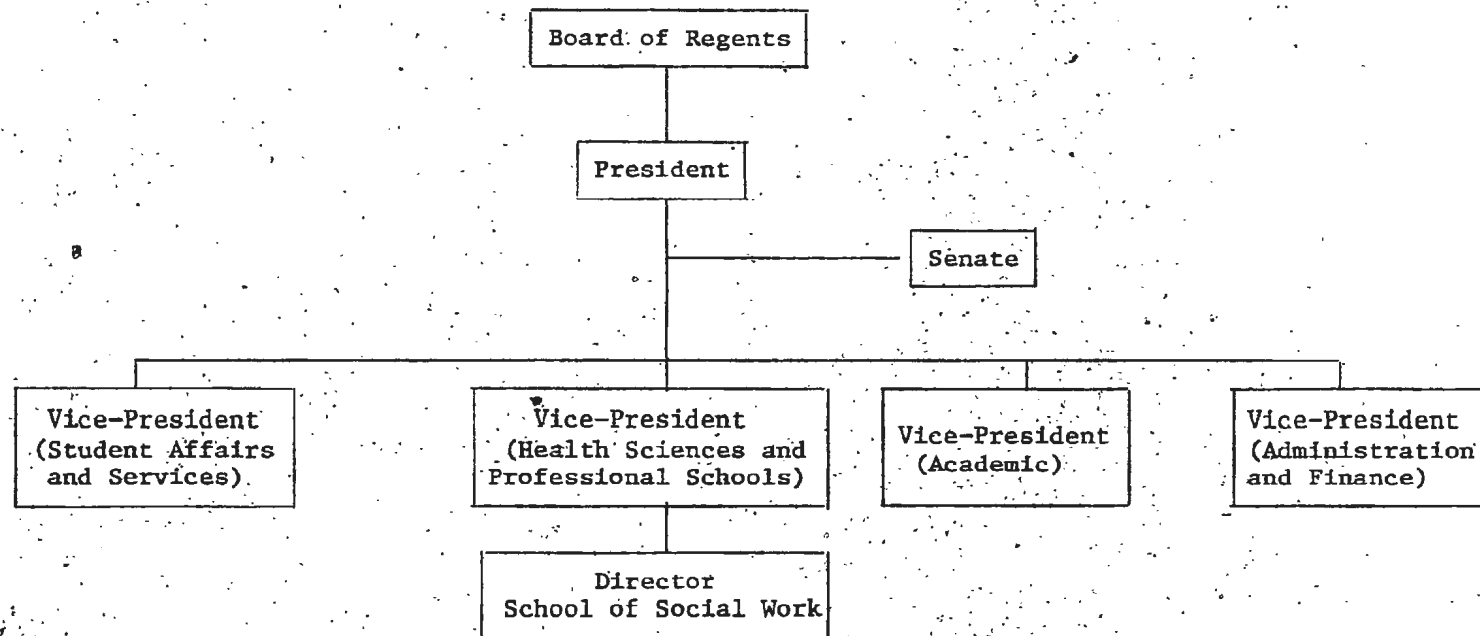 Board of Regents
President
Senate
Vice-President
(Student Affairs
and Services)
Vice-President
(Health Sciences and
Professional Schools)
Vice-President
(Academic)
Vice-President
(Administration
and Finance)
Director
School of Social Work